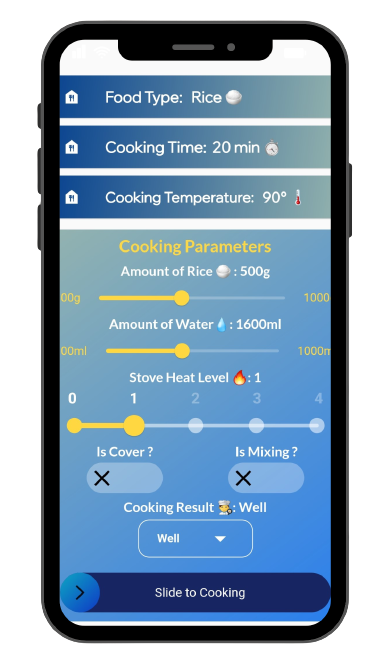 Food Type: Rice 🍚
Cooking Time: 20 min ⏱
Cooking Temperature: 90° 🌡
Cooking Parameters
Amount of Rice 🍚 : 500g
00g 1000
Amount of Water 💧 : 1600ml
00ml 1000m
Stove Heat Level 🔥 : 1
0 1 2 3 4
Is Cover ? Is Mixing ?
Cooking Result 👨‍🍳 : Well
Well
Slide to Cooking